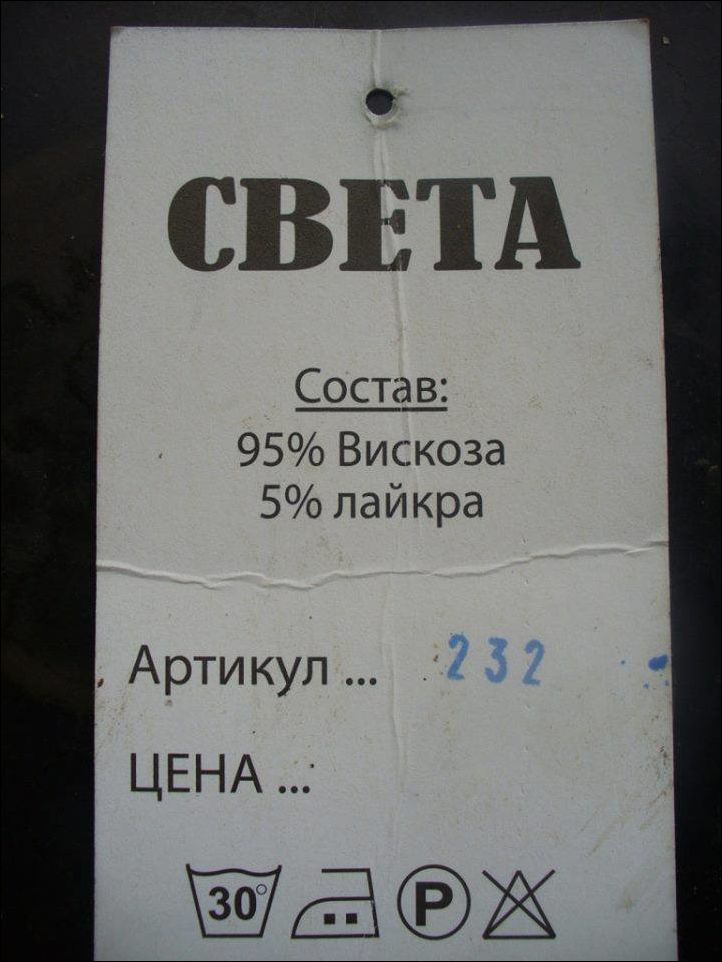 СВЕТА
Состав:
95% Вискоза
5% лайкра
Артикул ... 232
ЦЕНА ...
30° P